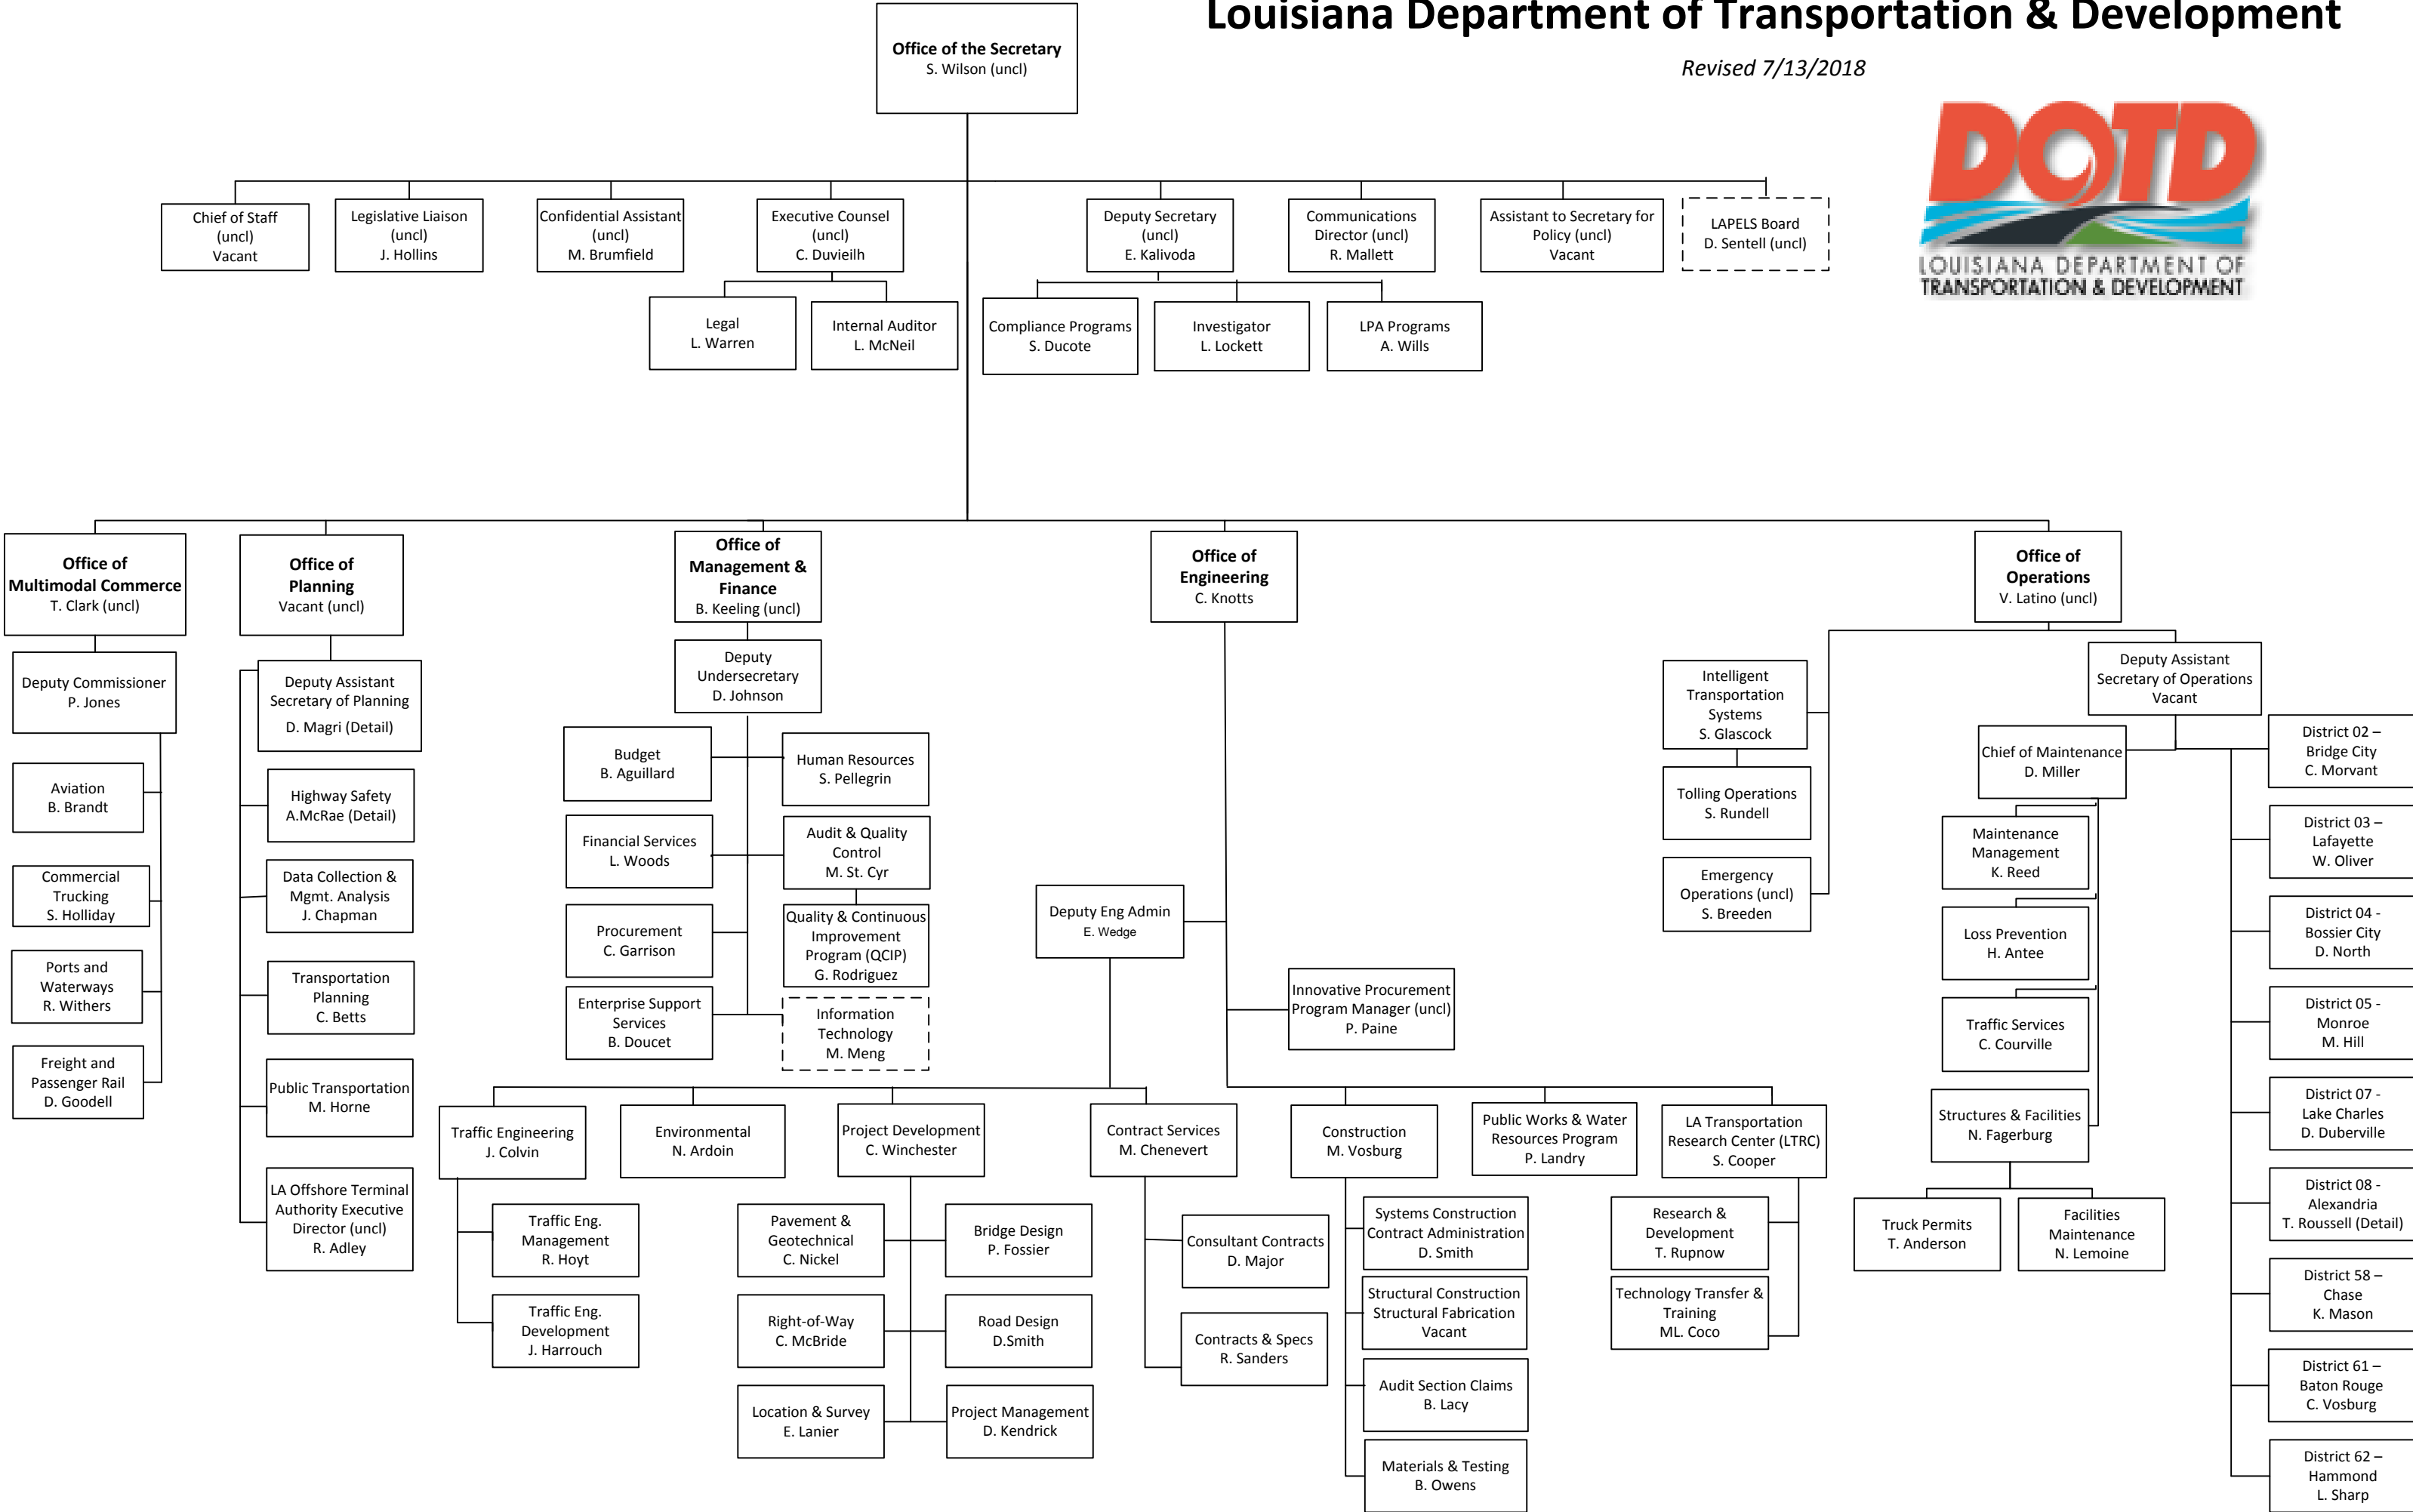 Louisiana Department of Transportation & Development
Revised 7/13/2018
DOTD
LOUISIANA DEPARTMENT OF
TRANSPORTATION & DEVELOPMENT
Office of the Secretary
S. Wilson (uncl)
Chief of Staff
(uncl)
Vacant
Legislative Liaison
(uncl)
J. Hollins
Confidential Assistant
(uncl)
M. Brumfield
Executive Counsel
(uncl)
C. Duvieilh
Deputy Secretary
(uncl)
E. Kalivoda
Communications
Director (uncl)
R. Mallett
Assistant to Secretary for
Policy (uncl)
Vacant
LAPELS Board
D. Sentell (uncl)
Legal
L. Warren
Internal Auditor
L. McNeil
Compliance Programs
S. Ducote
Investigator
L. Lockett
LPA Programs
A. Wills
Office of
Multimodal Commerce
T. Clark (uncl)
Deputy Commissioner
P. Jones
Aviation
B. Brandt
Commercial
Trucking
S. Holliday
Ports and
Waterways
R. Withers
Freight and
Passenger Rail
D. Goodell
Office of
Planning
Vacant (uncl)
Deputy Assistant
Secretary of Planning
D. Magri (Detail)
Highway Safety
A.McRae (Detail)
Data Collection &
Mgmt. Analysis
J. Chapman
Transportation
Planning
C. Betts
Public Transportation
M. Horne
LA Offshore Terminal
Authority Executive
Director (uncl)
R. Adley
Office of
Management &
Finance
B. Keeling (uncl)
Deputy
Undersecretary
D. Johnson
Budget
B. Aguillard
Human Resources
S. Pellegrin
Financial Services
L. Woods
Audit & Quality
Control
M. St. Cyr
Procurement
C. Garrison
Quality & Continuous
Improvement
Program (QCIP)
G. Rodriguez
Enterprise Support
Services
B. Doucet
Information
Technology
M. Meng
Office of
Engineering
C. Knotts
Deputy Eng Admin
E. Wedge
Innovative Procurement
Program Manager (uncl)
P. Paine
Traffic Engineering
J. Colvin
Traffic Eng.
Management
R. Hoyt
Traffic Eng.
Development
J. Harrouch
Environmental
N. Ardoin
Project Development
C. Winchester
Pavement &
Geotechnical
C. Nickel
Bridge Design
P. Fossier
Right-of-Way
C. McBride
Road Design
D.Smith
Location & Survey
E. Lanier
Project Management
D. Kendrick
Contract Services
M. Chenevert
Consultant Contracts
D. Major
Contracts & Specs
R. Sanders
Construction
M. Vosburg
Systems Construction
Contract Administration
D. Smith
Structural Construction
Structural Fabrication
Vacant
Audit Section Claims
B. Lacy
Materials & Testing
B. Owens
Public Works & Water
Resources Program
P. Landry
LA Transportation
Research Center (LTRC)
S. Cooper
Research &
Development
T. Rupnow
Technology Transfer &
Training
ML. Coco
Office of
Operations
V. Latino (uncl)
Intelligent
Transportation
Systems
S. Glascock
Tolling Operations
S. Rundell
Emergency
Operations (uncl)
S. Breeden
Deputy Assistant
Secretary of Operations
Vacant
Chief of Maintenance
D. Miller
Maintenance
Management
K. Reed
Loss Prevention
H. Antee
Traffic Services
C. Courville
Structures & Facilities
N. Fagerburg
Truck Permits
T. Anderson
Facilities
Maintenance
N. Lemoine
District 02 –
Bridge City
C. Morvant
District 03 –
Lafayette
W. Oliver
District 04 -
Bossier City
D. North
District 05 -
Monroe
M. Hill
District 07 -
Lake Charles
D. Duberville
District 08 -
Alexandria
T. Roussell (Detail)
District 58 –
Chase
K. Mason
District 61 –
Baton Rouge
C. Vosburg
District 62 –
Hammond
L. Sharp